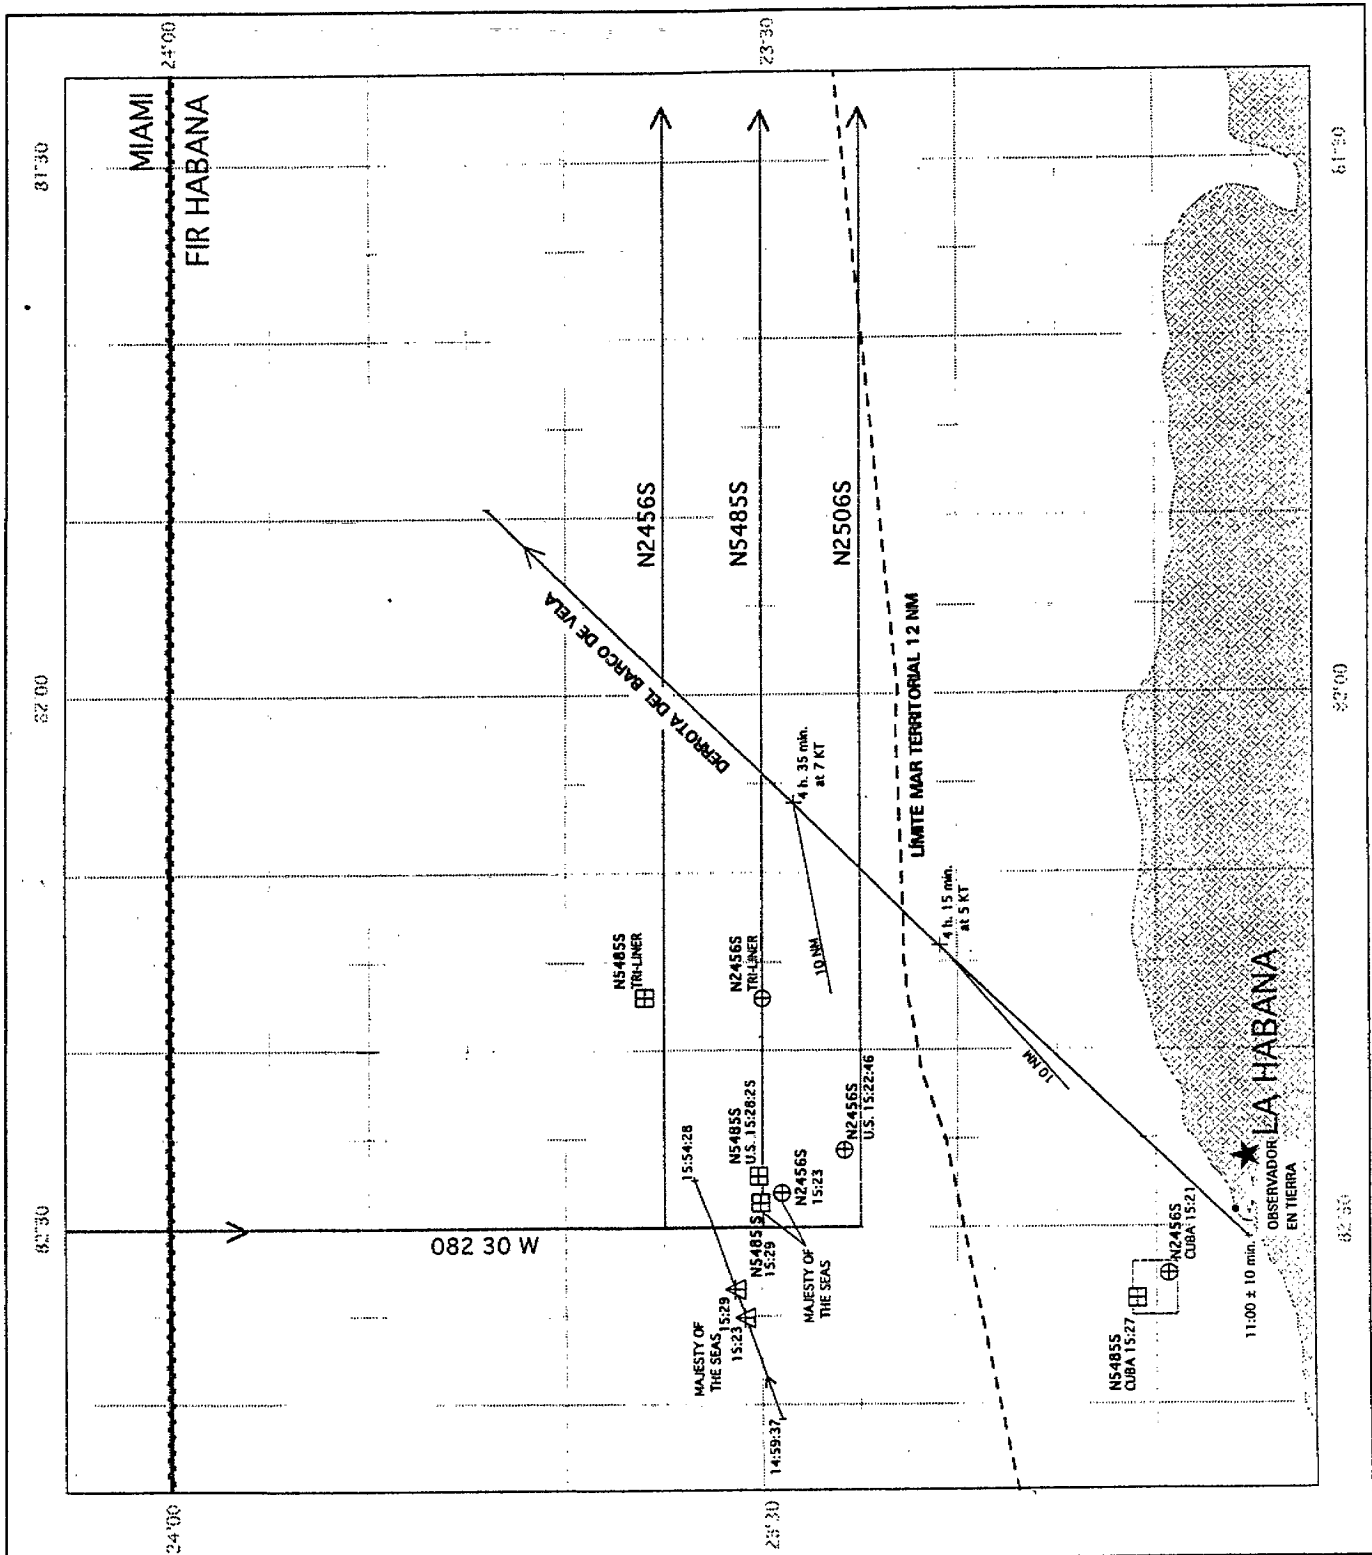 24°00
23°30
81°30
81°30
MIAMI
FIR HABANA
N2456S
N5485S
N2506S
DERROTA DEL BARCO DE VELA
LÍMITE MAR TERRITORIAL 12 NM
82°00
4 h. 35 min.
at 7 KT
10 NM
4 h. 15 min.
at 5 KT
10 NM
N5485S
TRI-LINER
N2456S
TRI-LINER
15:54:28
N5485S
U.S. 15:28:25
N2456S
15:23
N2456S
U.S. 15:22:46
82°30
082 30 W
N5485S
15:29
MAJESTY OF
THE SEAS
MAJESTY OF
THE SEAS
15:29
15:23
14:59:37
LA HABANA
OBSERVADOR
EN TIERRA
N2456S
CUBA 15:21
N5485S
CUBA 15:27
11:00 ± 10 min.
24°00
23°30